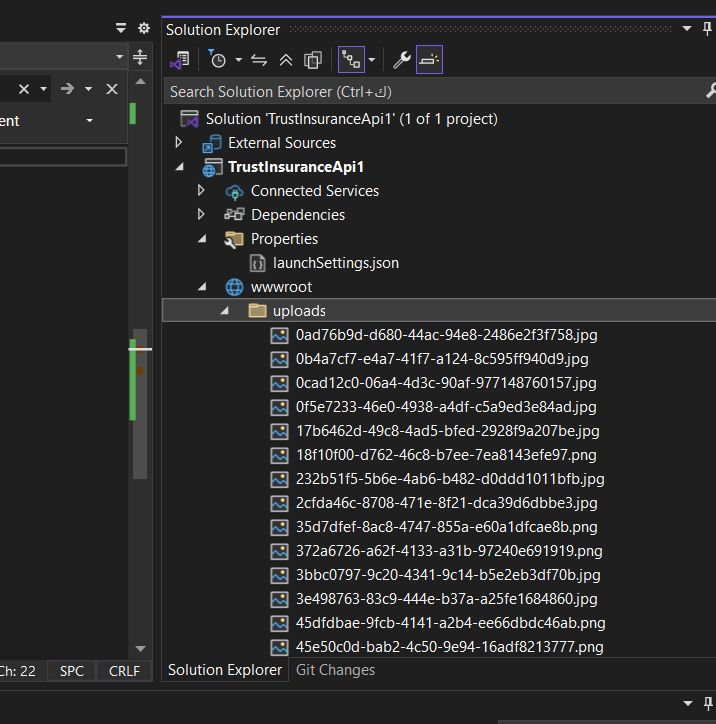 Solution Explorer
Search Solution Explorer (Ctrl+ك)
Solution 'TrustInsuranceApi1' (1 of 1 project)
External Sources
TrustInsuranceApi1
Connected Services
Dependencies
Properties
launchSettings.json
wwwroot
uploads
0ad76b9d-d680-44ac-94e8-2486e2f3f758.jpg
0b4a7cf7-e4a7-41f7-a124-8c595ff940d9.jpg
0cad12c0-06a4-4d3c-90af-977148760157.jpg
0f5e7233-46e0-4938-a4df-c5a9ed3e84ad.jpg
17b6462d-49c8-4ad5-bfed-2928f9a207be.jpg
18f10f00-d762-46c8-b7ee-7ea8143efe97.png
232b51f5-5b6e-4ab6-b482-d0ddd1011bfb.jpg
2cfda46c-8708-471e-8f21-dca39d6dbbe3.jpg
35d7dfef-8ac8-4747-855a-e60a1dfcae8b.png
372a6726-a62f-4133-a31b-97240e691919.png
3bbc0797-9c20-4341-9c14-b5e2eb3df70b.jpg
3e498763-83c9-444e-b37a-a25fe1684860.jpg
45dfdbae-9fcb-4141-a2b4-ee66dbdc46ab.png
45e50c0d-bab2-4c50-9e94-16adf8213777.png
ent
Ch: 22 SPC CRLF
Solution Explorer Git Changes